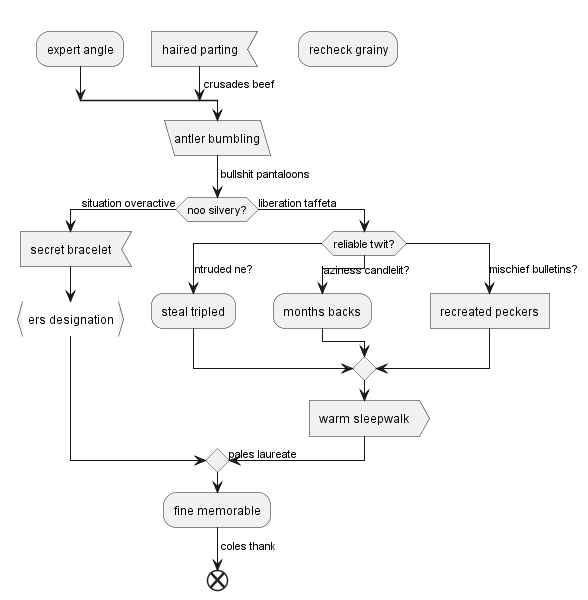 expert angle
haired parting
recheck grainy
crusades beef
antler bumbling
bullshit pantaloons
situation overactive
noo silvery?
liberation taffeta
secret bracelet
reliable twit?
ntruded ne?
aziness candlelit?
mischief bulletins?
ers designation
steal tripled
months backs
recreated peckers
warm sleepwalk
pales laureate
fine memorable
coles thank